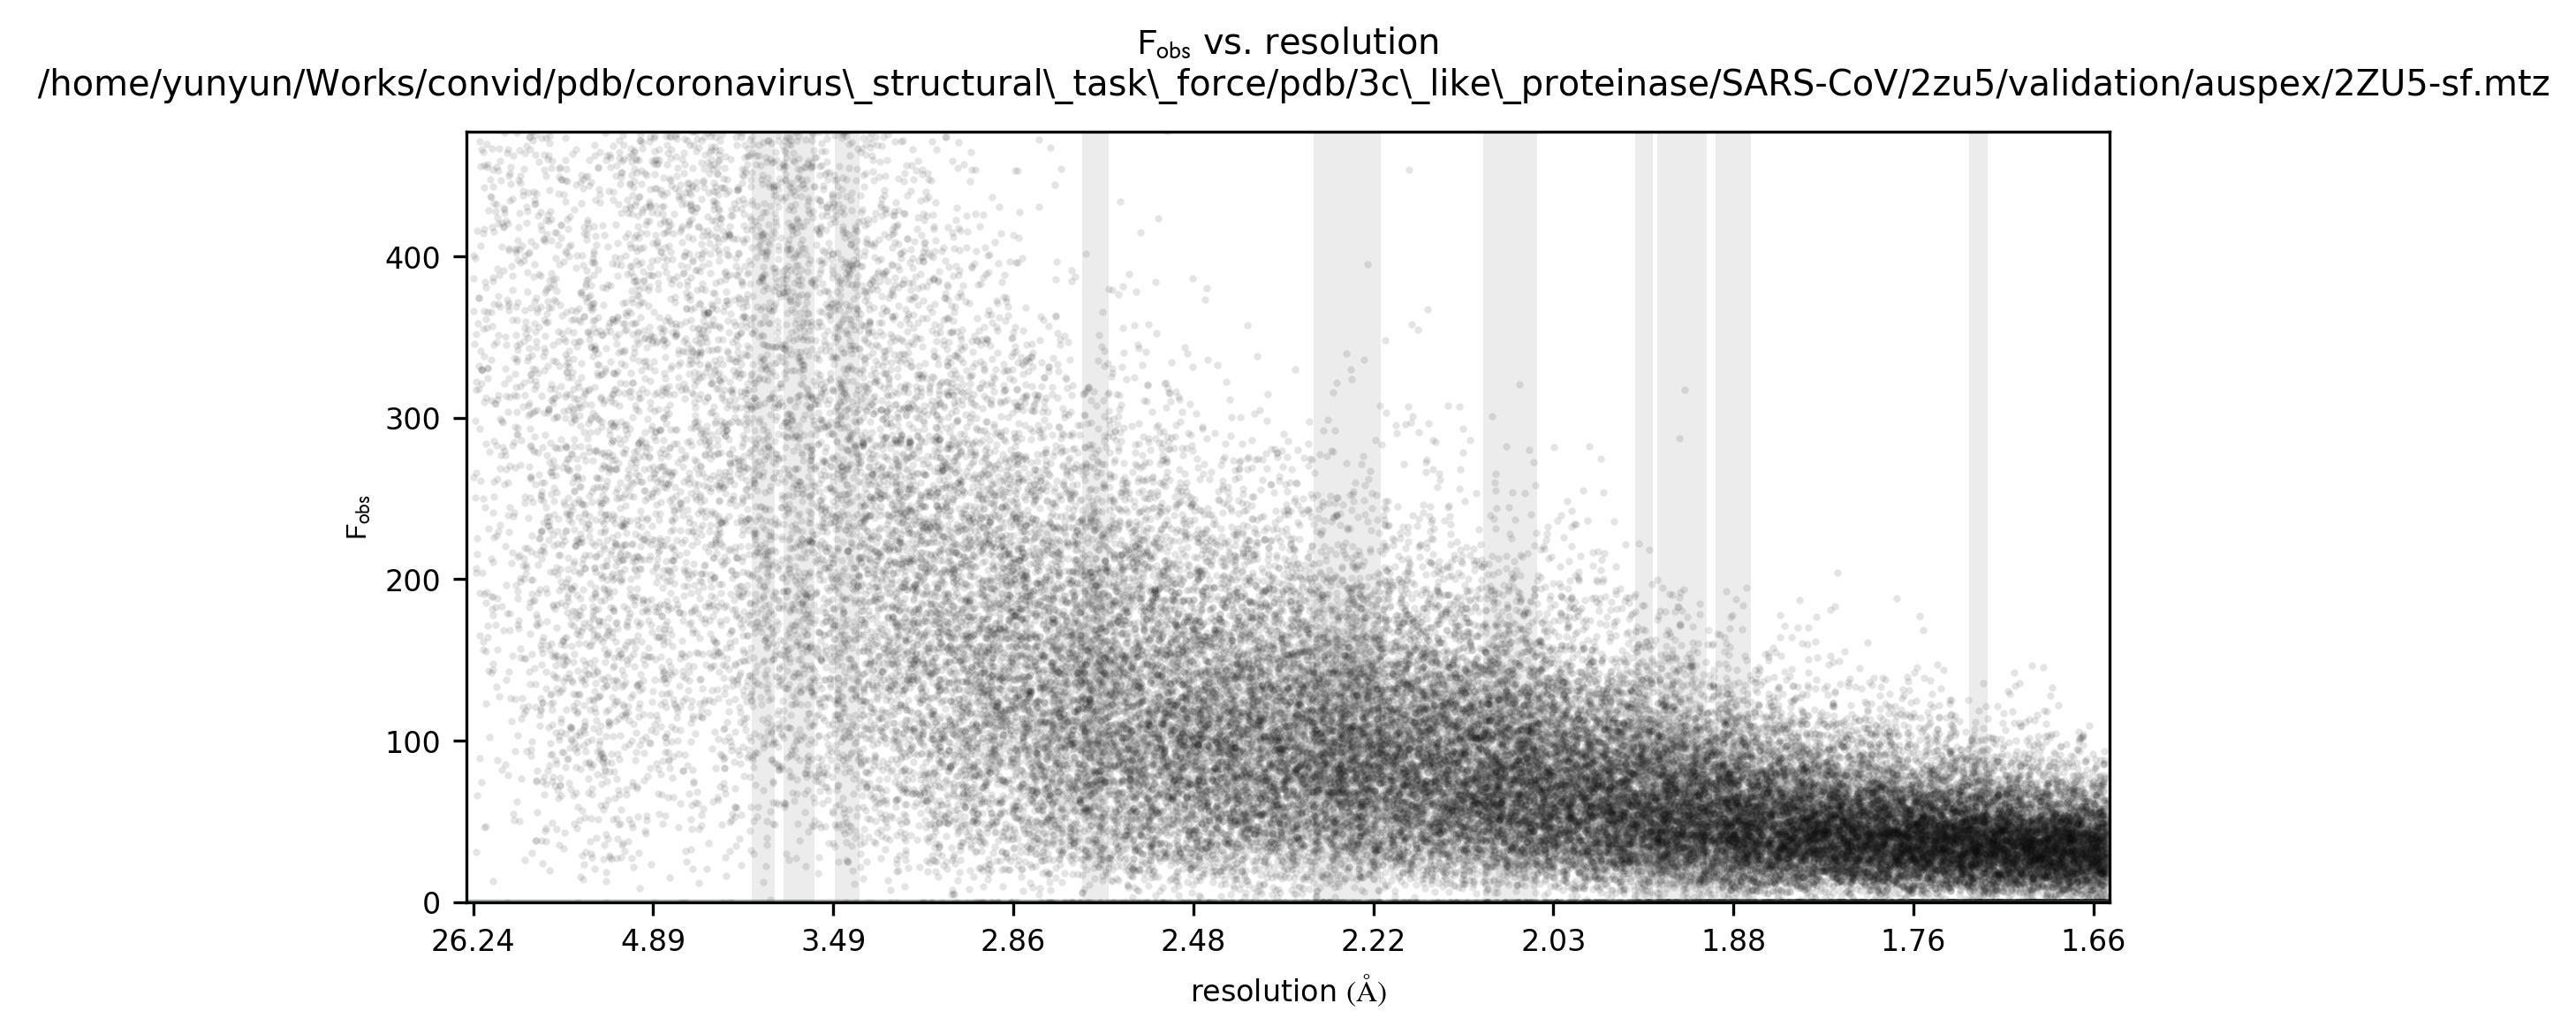 F_obs vs. resolution
/home/yunyun/Works/convid/pdb/coronavirus\_structural\_task\_force/pdb/3c\_like\_proteinase/SARS-CoV/2zu5/validation/auspex/2ZU5-sf.mtz
400
300
200
100
0
F_obs
26.24 4.89 3.49 2.86 2.48 2.22 2.03 1.88 1.76 1.66
resolution (Å)